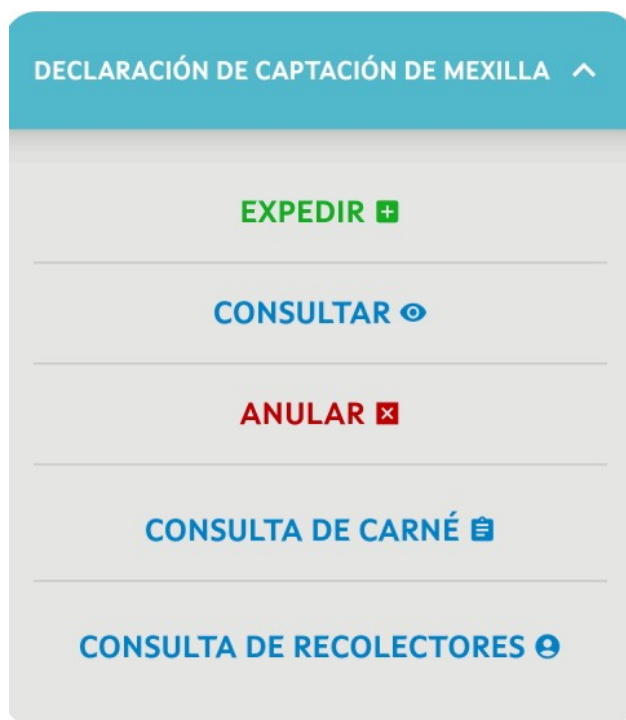 DECLARACIÓN DE CAPTACIÓN DE MEXILLA
EXPEDIR
CONSULTAR
ANULAR
CONSULTA DE CARNÉ
CONSULTA DE RECOLECTORES